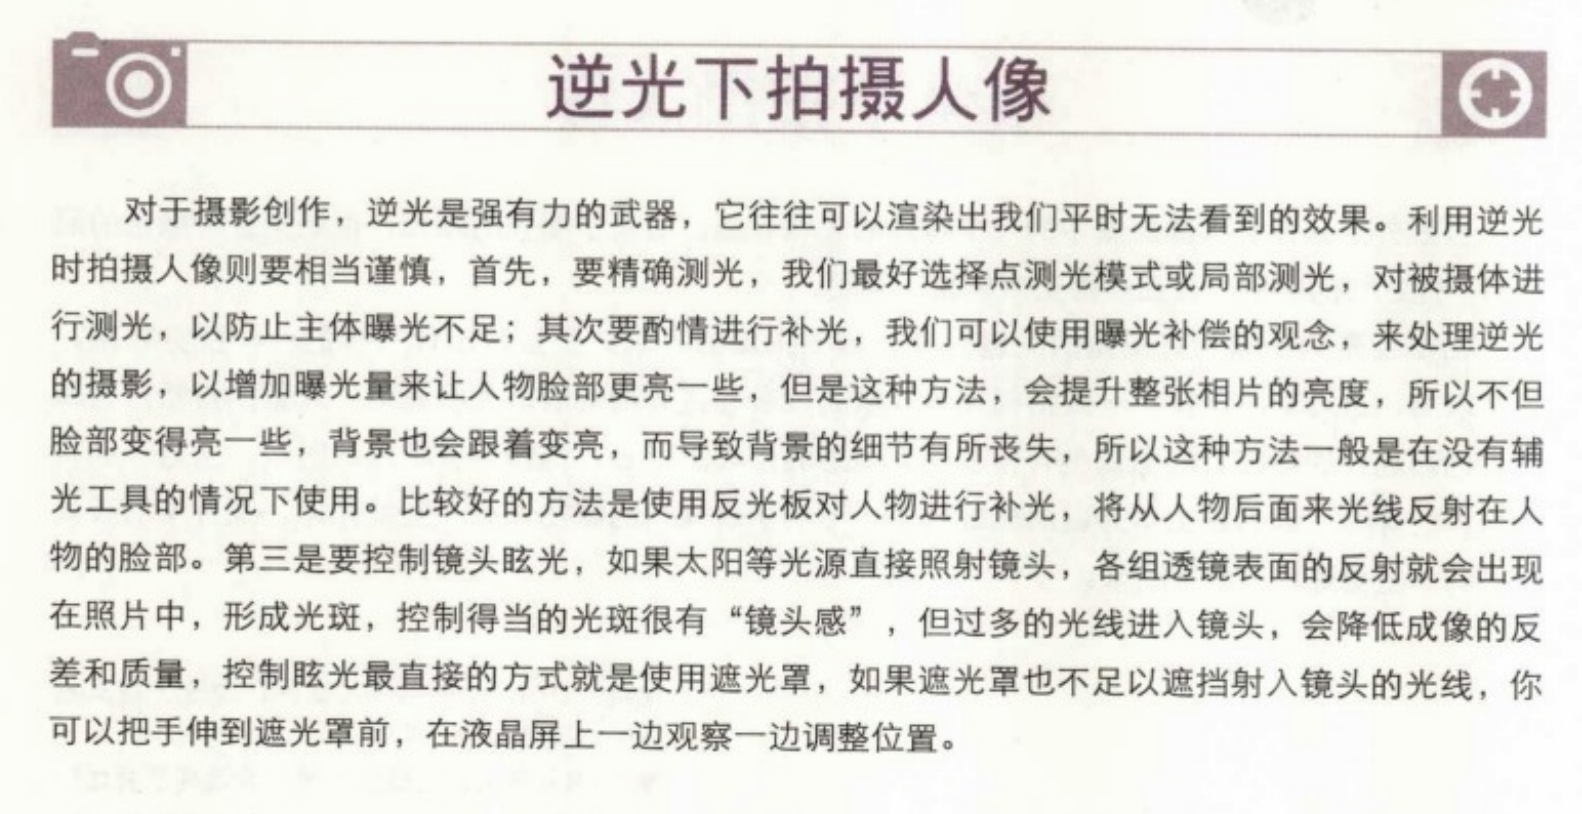 逆光下拍摄人像
对于摄影创作，逆光是强有力的武器，它往往可以渲染出我们平时无法看到的效果。利用逆光
时拍摄人像则要相当谨慎，首先，要精确测光，我们最好选择点测光模式或局部测光，对被摄体进
行测光，以防止主体曝光不足；其次要酌情进行补光，我们可以使用曝光补偿的观念，来处理逆光
的摄影，以增加曝光量来让人物脸部更亮一些，但是这种方法，会提升整张相片的亮度，所以不但
脸部变得亮一些，背景也会跟着变亮，而导致背景的细节有所丧失，所以这种方法一般是在没有辅
光工具的情况下使用。比较好的方法是使用反光板对人物进行补光，将从人物后面来光线反射在人
物的脸部。第三是要控制镜头眩光，如果太阳等光源直接照射镜头，各组透镜表面的反射就会出现
在照片中，形成光斑，控制得当的光斑很有“镜头感”，但过多的光线进入镜头，会降低成像的反
差和质量，控制眩光最直接的方式就是使用遮光罩，如果遮光罩也不足以遮挡射入镜头的光线，你
可以把手伸到遮光罩前，在液晶屏上一边观察一边调整位置。